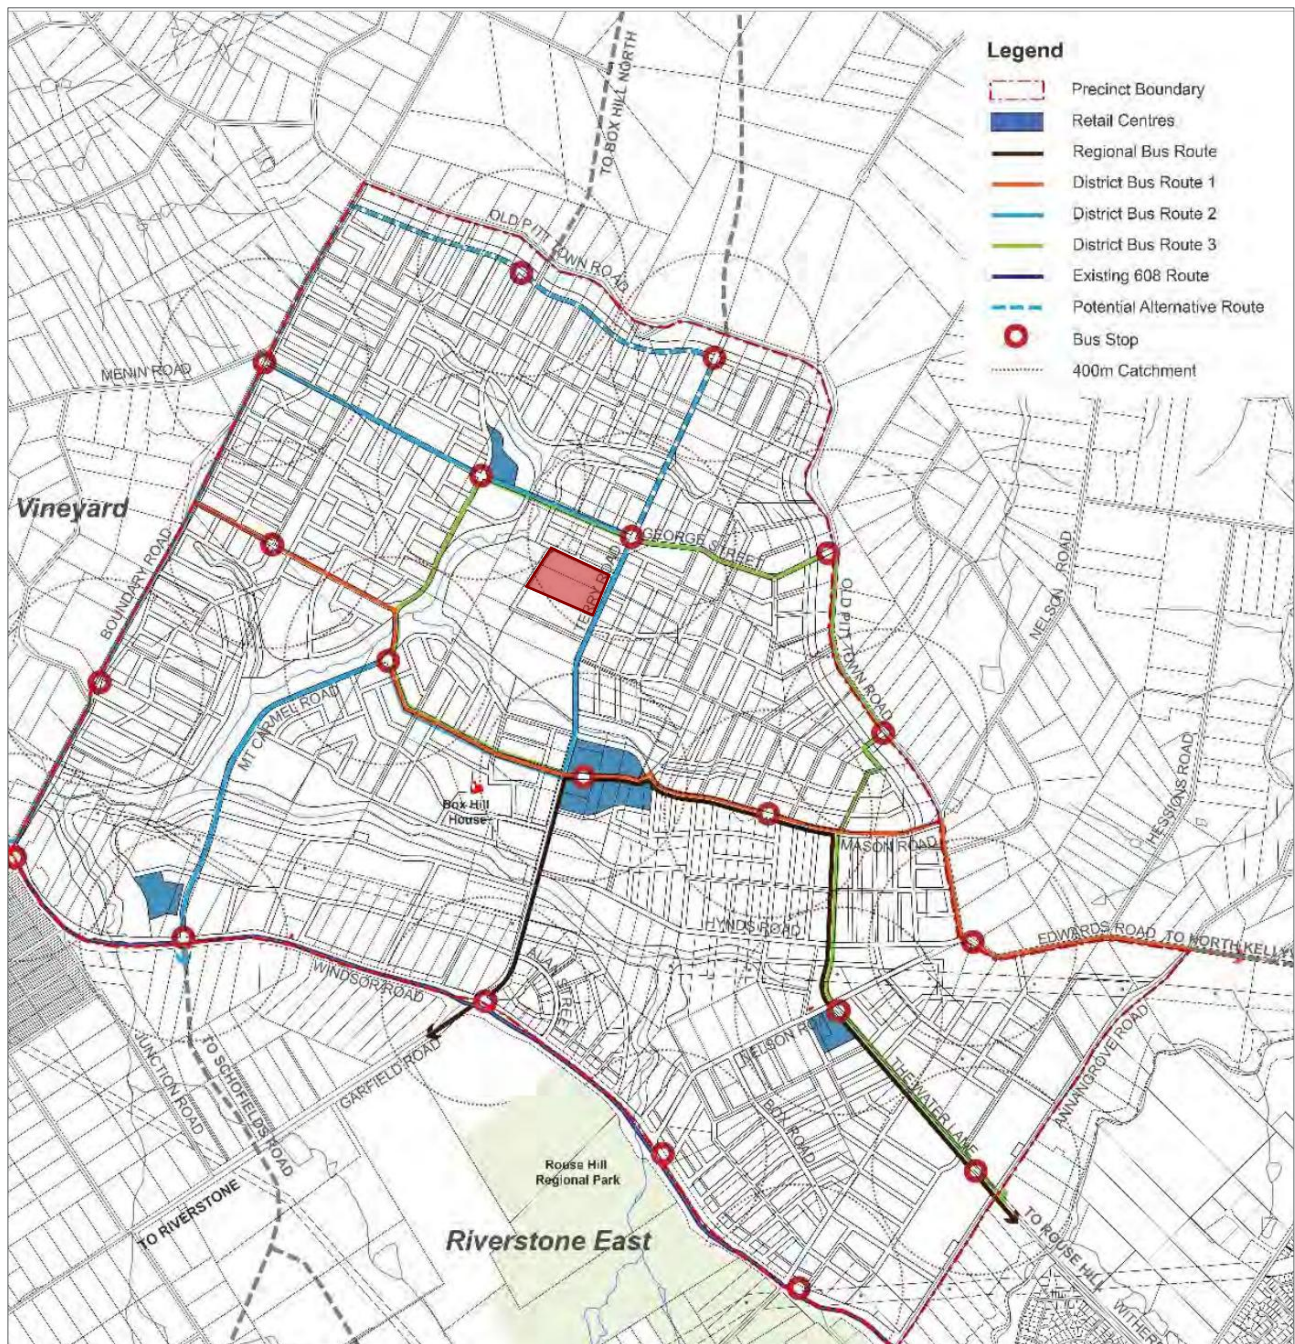 Legend
Precinct Boundary
Retail Centres
Regional Bus Route
District Bus Route 1
District Bus Route 2
District Bus Route 3
Existing 608 Route
Potential Alternative Route
Bus Stop
400m Catchment
TO BOX HILL NORTH
OLD PITT TOWN ROAD
MENIN ROAD
Vineyard
BOUNDARY ROAD
GEORGE STREET
TERRY ROAD
OLD PITT TOWN ROAD
NELSON ROAD
HESSIONS ROAD
MT CARMEL ROAD
Box Hill
House
MASON ROAD
HYNDS ROAD
EDWARDS ROAD TO NORTH KELLY
ALAN STREET
WINDSOR ROAD
NELSON RO
ANNANGROVE ROAD
JUNCTION ROAD
TO SCHOFIELDS ROAD
GARFIELD ROAD
THEWATER LANE
BOX ROAD
Rouse Hill
Regional Park
TO RIVERSTONE
Riverstone East
TO ROUSE HILL